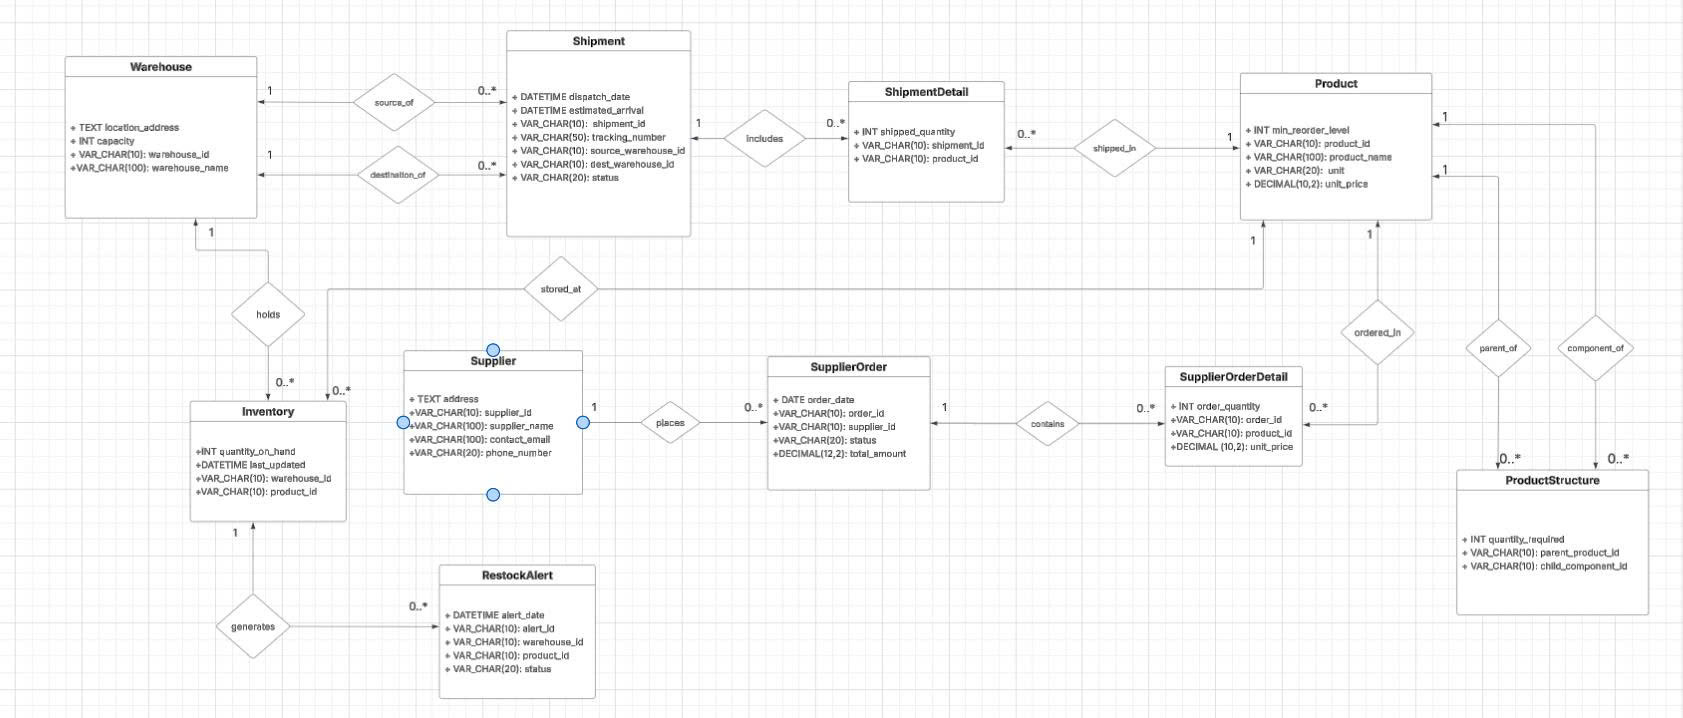 Warehouse
+ TEXT location_address
+ INT capacity
+ VAR_CHAR(10): warehouse_id
+VAR_CHAR(100): warehouse_name
1
source_of
0..*
1
destination_of
0..*
Shipment
+ DATETIME dispatch_date
+ DATETIME estimated_arrival
+ VAR_CHAR(10): shipment_id
+ VAR_CHAR(50): tracking_number
+ VAR_CHAR(10): source_warehouse_id
+ VAR_CHAR(10): dest_warehouse_id
+ VAR_CHAR(20): status
1
includes
0..*
ShipmentDetail
+ INT shipped_quantity
+ VAR_CHAR(10): shipment_id
+ VAR_CHAR(10): product_id
0..*
shipped_in
1
Product
+ INT min_reorder_level
+ VAR_CHAR(10): product_id
+ VAR_CHAR(100): product_name
+ VAR_CHAR(20): unit
+ DECIMAL(10,2): unit_price
1
1
1
holds
0..*
stored_at
1
0..*
1
ordered_in
0..*
parent_of
0..*
component_of
0..*
Inventory
+INT quantity_on_hand
+DATETIME last_updated
+VAR_CHAR(10): warehouse_id
+VAR_CHAR(10): product_id
Supplier
+ TEXT address
+VAR_CHAR(10): supplier_id
+VAR_CHAR(100): supplier_name
+VAR_CHAR(100): contact_email
+VAR_CHAR(20): phone_number
1
places
0..*
SupplierOrder
+ DATE order_date
+VAR_CHAR(10): order_id
+VAR_CHAR(10): supplier_id
+VAR_CHAR(20): status
+DECIMAL(12,2): total_amount
1
contains
0..*
SupplierOrderDetail
+ INT order_quantity
+VAR_CHAR(10): order_id
+VAR_CHAR(10): product_id
+DECIMAL (10,2): unit_price
ProductStructure
+ INT quantity_required
+ VAR_CHAR(10): parent_product_id
+ VAR_CHAR(10): child_component_id
1
generates
0..*
RestockAlert
+ DATETIME alert_date
+ VAR_CHAR(10): alert_id
+ VAR_CHAR(10): warehouse_id
+ VAR_CHAR(10): product_id
+ VAR_CHAR(20): status